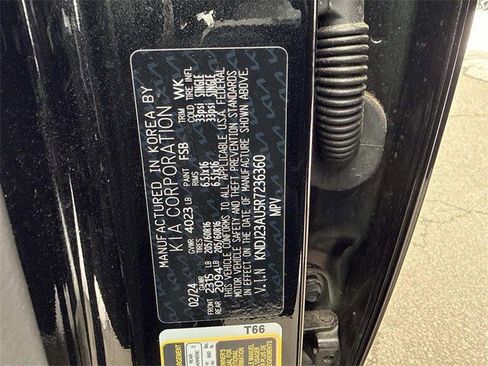 MANUFACTURED IN KOREA BY
KIA CORPORATION
02/24 GVWR 4023 LB PAINT FSB TRIM WK
GAWR TIRES RIMS COLD TIRE INFL
FRONT 2315 LB 205/60R16 6.5Jx16 33psi SINGLE
REAR 2094 LB 205/60R16 6.5Jx16 33psi SINGLE
THIS VEHICLE CONFORMS TO ALL APPLICABLE U.S.A. FEDERAL
MOTOR VEHICLE SAFETY AND THEFT PREVENTION STANDARDS
IN EFFECT ON THE DATE OF MANUFACTURE SHOWN ABOVE.
V.I.N KNDJ23AU5R7236360
MPV
T66
REAR